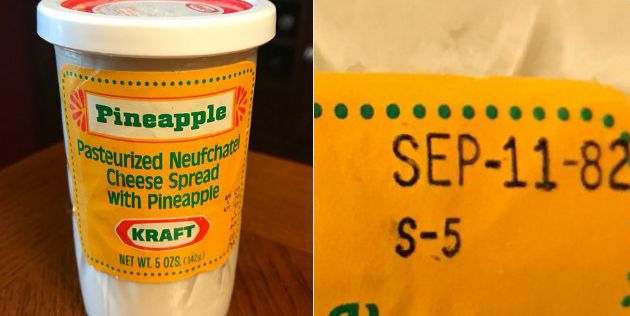 Pineapple
Pasteurized Neufchatel
Cheese Spread
with Pineapple
KRAFT
NET WT. 5 OZS. (142g)
SEP-11-82
S-5